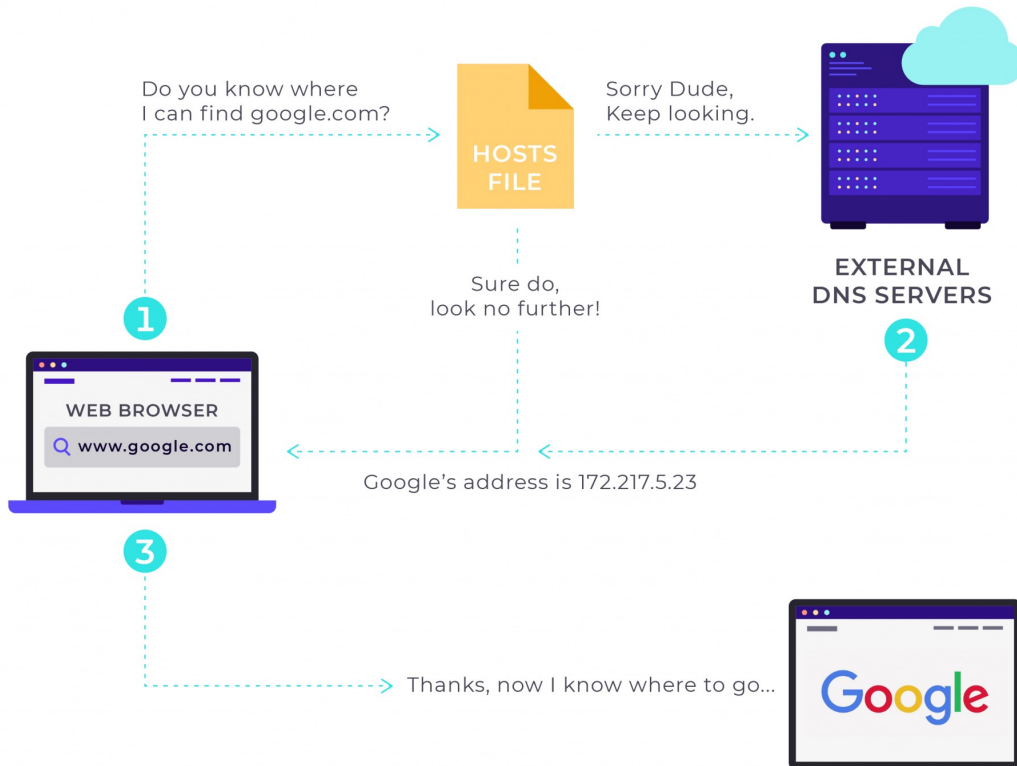 Do you know where
I can find google.com?
HOSTS
FILE
Sorry Dude,
Keep looking.
EXTERNAL
DNS SERVERS
Sure do,
look no further!
1
2
WEB BROWSER
www.google.com
Google's address is 172.217.5.23
3
Thanks, now I know where to go...
Google